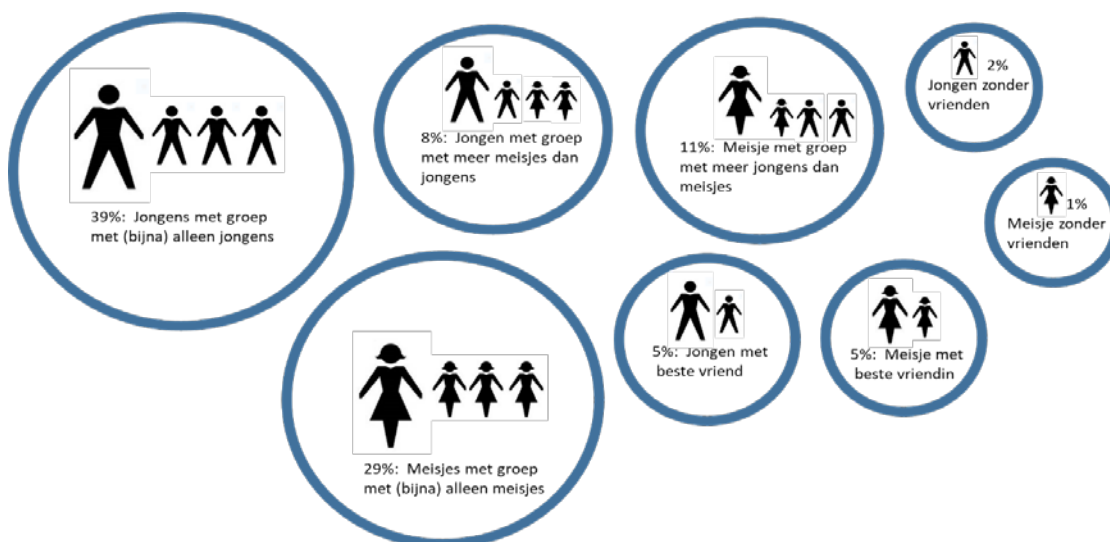 39%: Jongens met groep
met (bijna) alleen jongens
8%: Jongen met groep
met meer meisjes dan
jongens
11%: Meisje met groep
met meer jongens dan
meisjes
2%
Jongen zonder
vrienden
1%
Meisje zonder
vrienden
29%: Meisjes met groep
met (bijna) alleen meisjes
5%: Jongen met
beste vriend
5%: Meisje met
beste vriendin